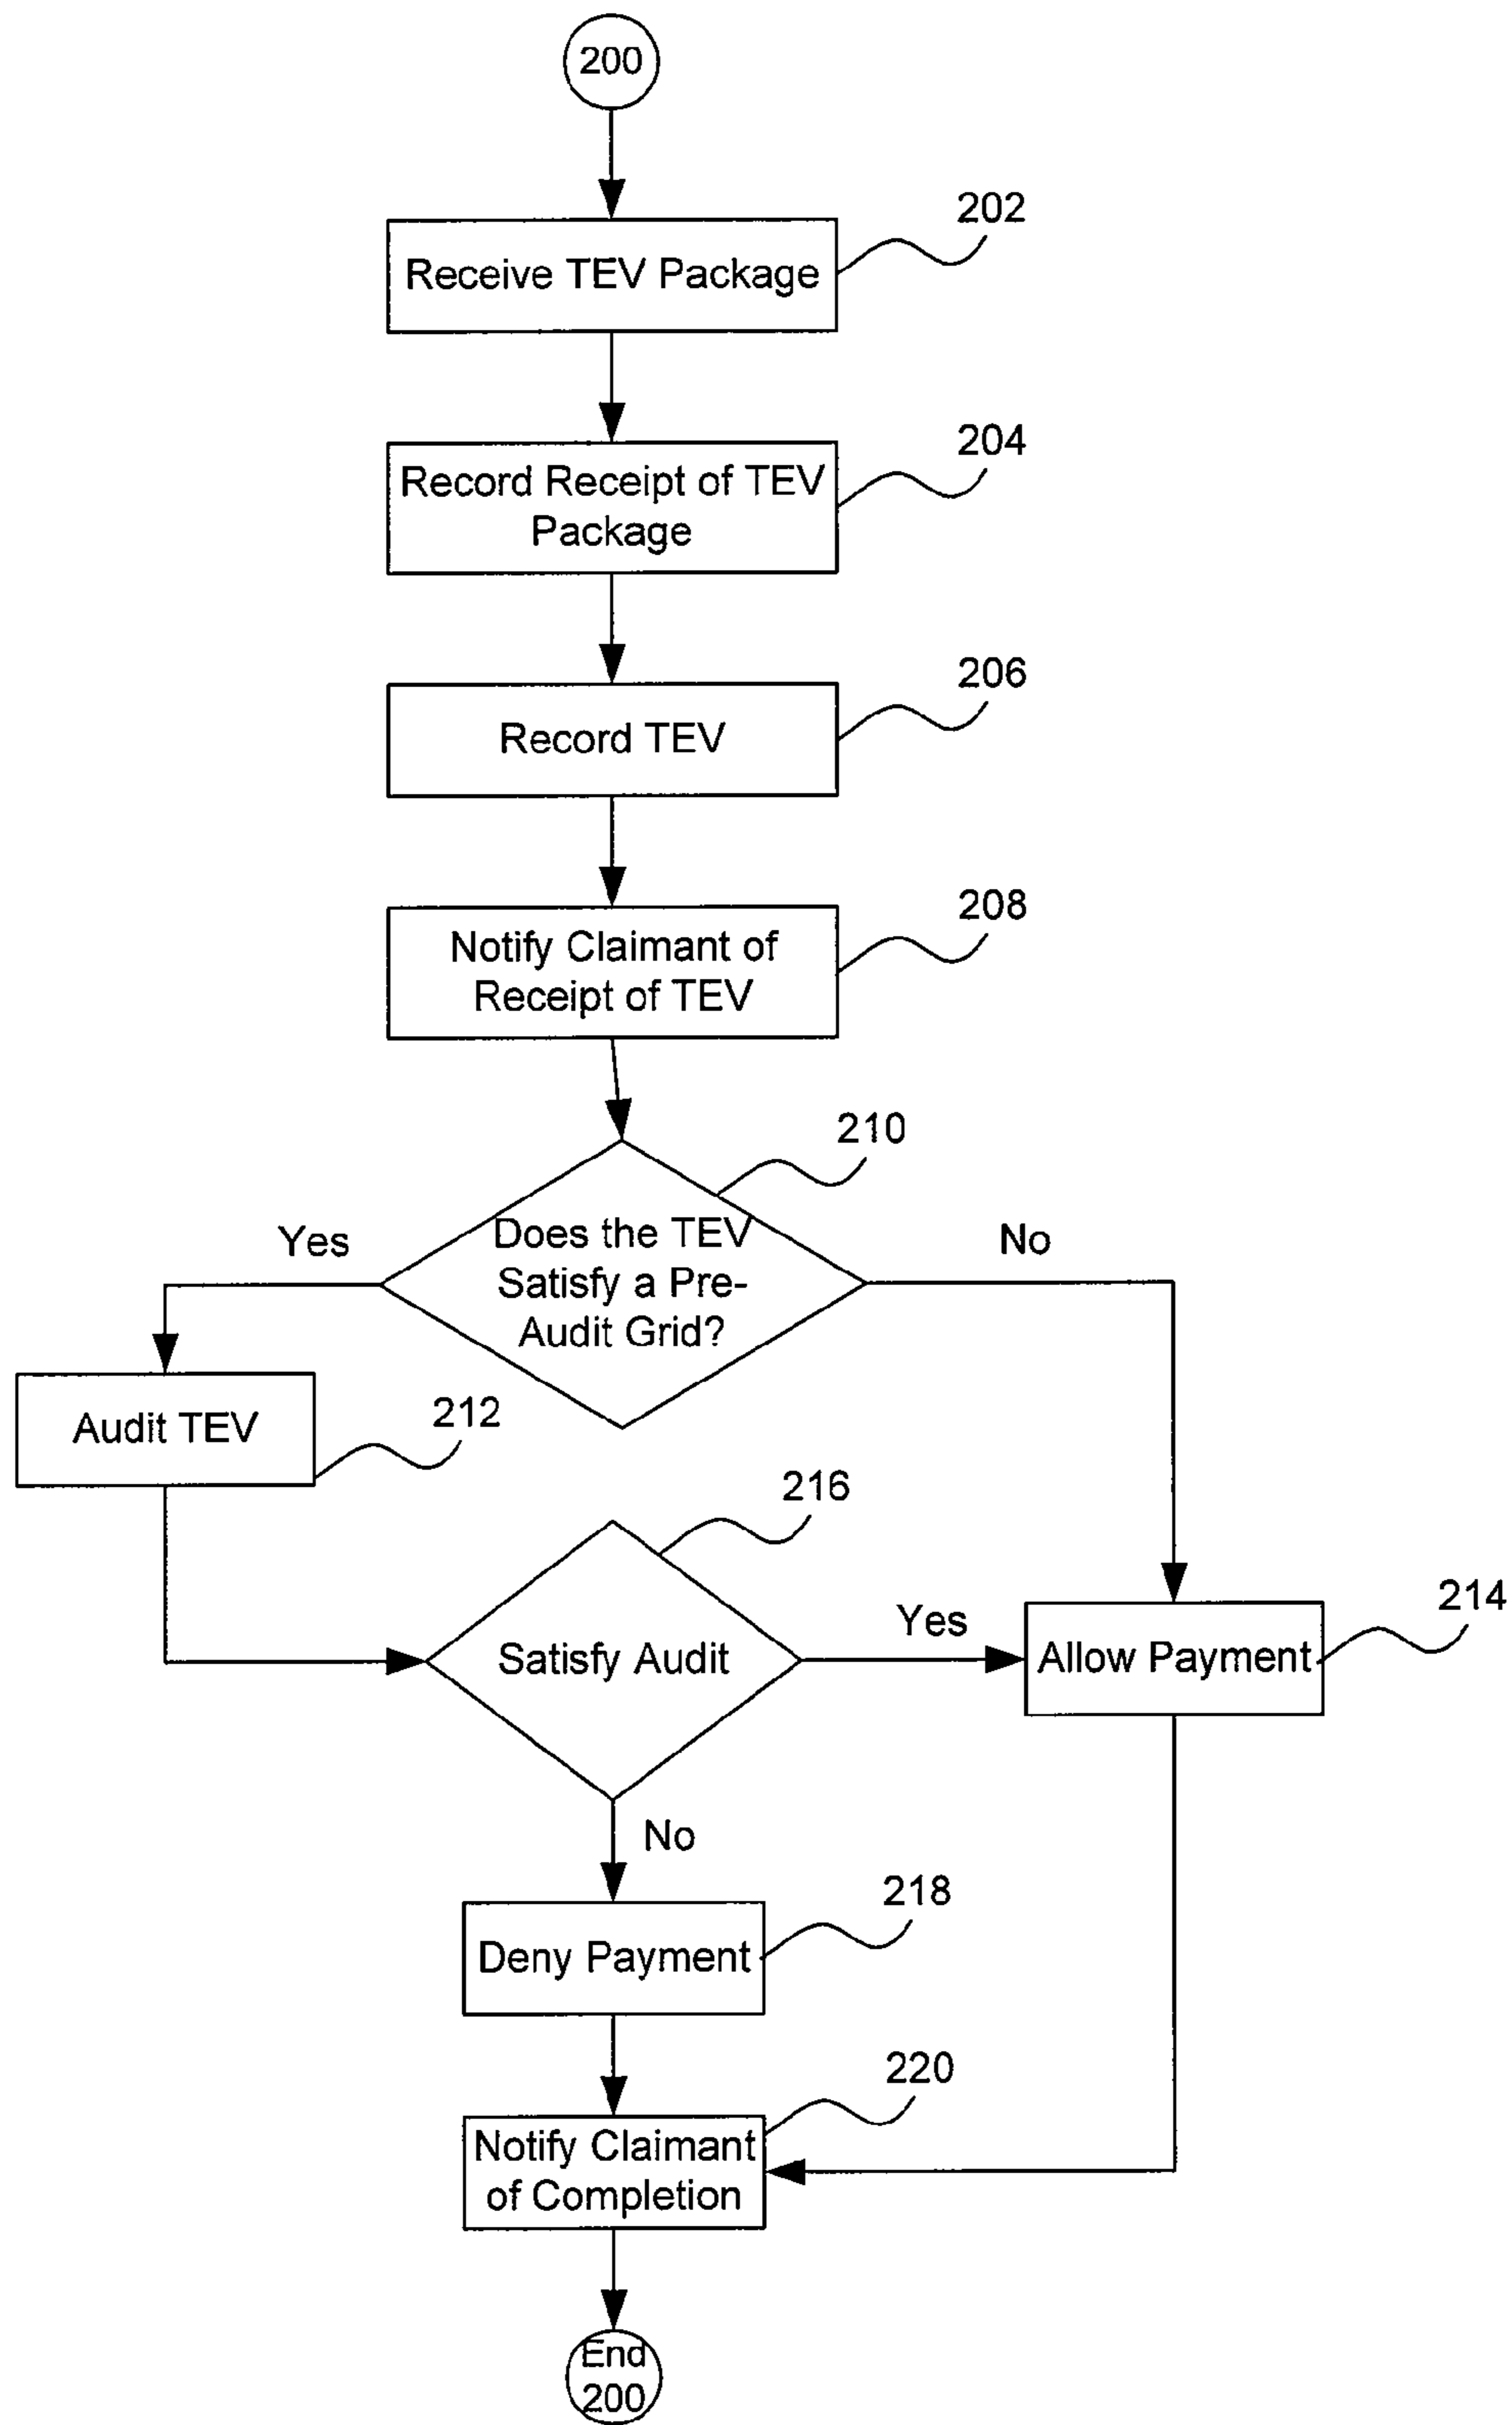 200
202
Receive TEV Package
204
Record Receipt of TEV
Package
206
Record TEV
208
Notify Claimant of
Receipt of TEV
210
Yes
Does the TEV
Satisfy a Pre-
Audit Grid?
No
Audit TEV
212
216
Satisfy Audit
Yes
214
Allow Payment
No
218
Deny Payment
220
Notify Claimant
of Completion
End
200